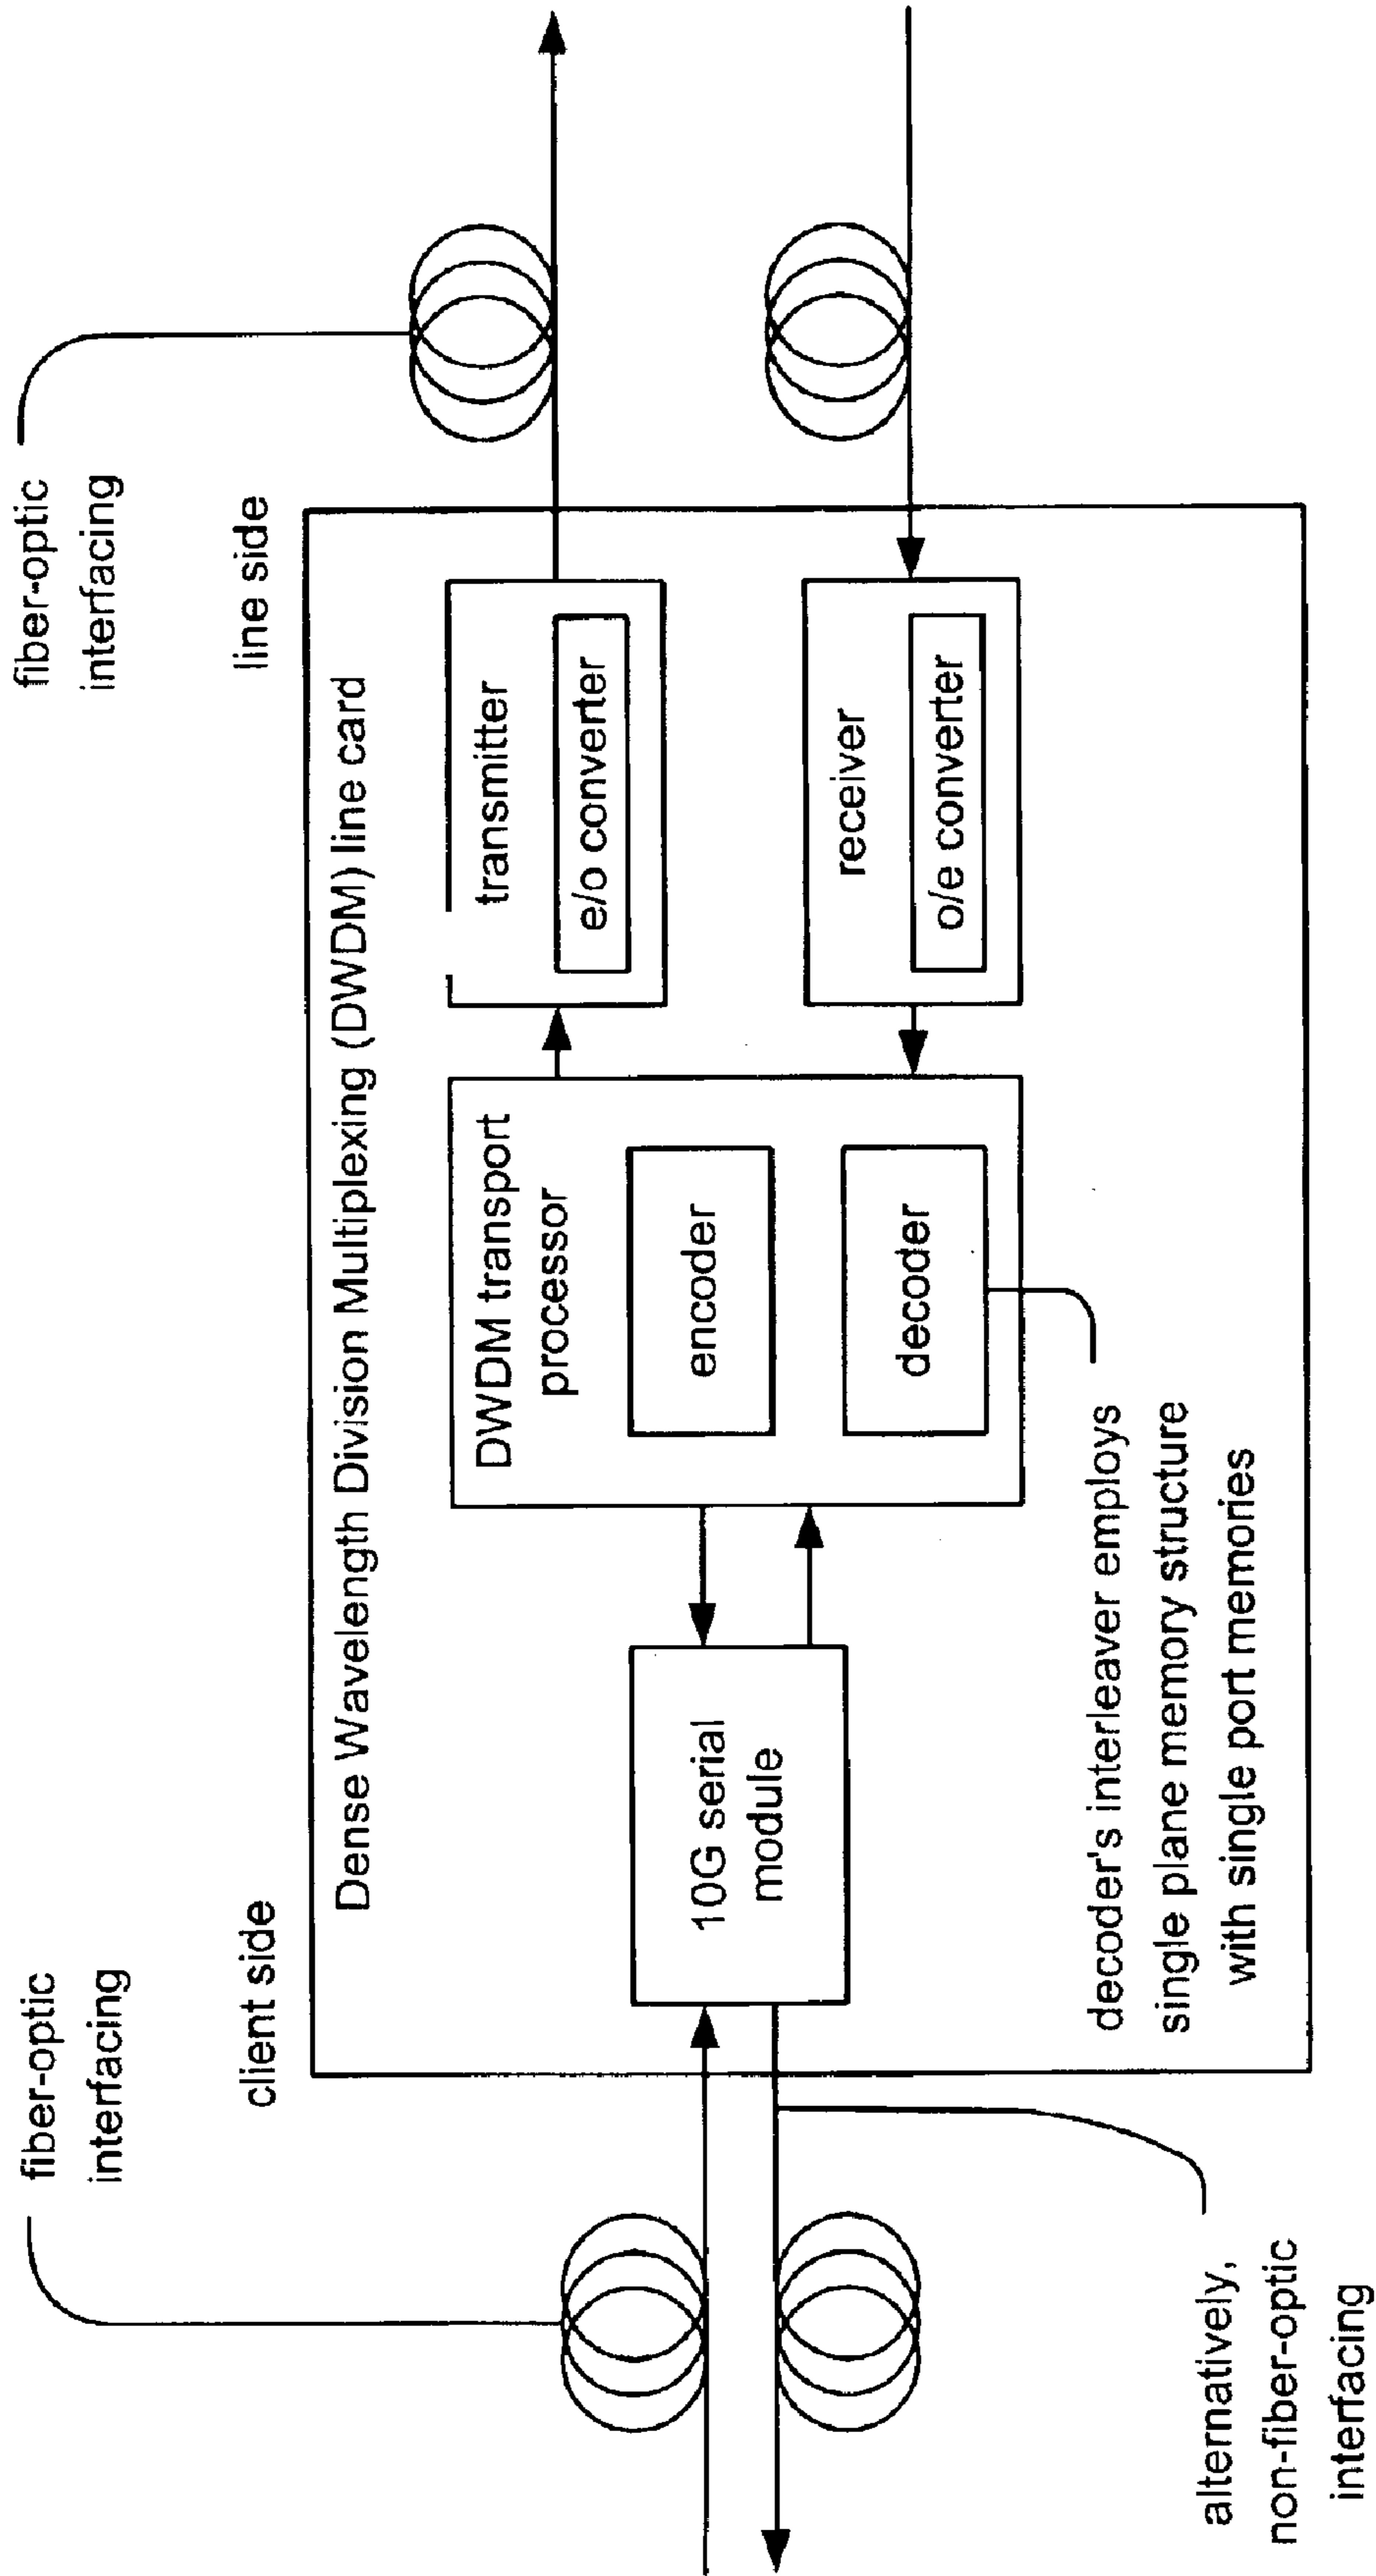 fiber-optic
interfacing
fiber-optic
interfacing
client side
line side
Dense Wavelength Division Multiplexing (DWDM) line card
10G serial
module
DWDM transport
processor
encoder
decoder
transmitter
e/o converter
receiver
o/e converter
decoder's interleaver employs
single plane memory structure
with single port memories
alternatively,
non-fiber-optic
interfacing